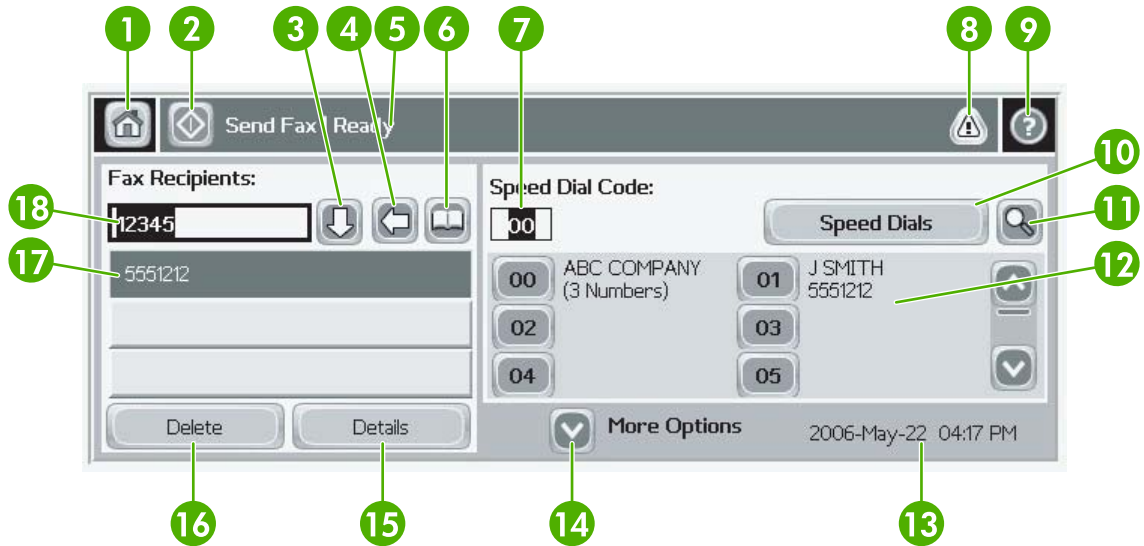 1 2 3 4 5 6 7 8 9
Send Fax | Ready
?
10
Fax Recipients:
Speed Dial Code:
18
12345
00
Speed Dials
11
17
5551212
00 ABC COMPANY
(3 Numbers)
01 J SMITH
5551212
12
02 03
04 05
Delete Details
More Options
2006-May-22 04:17 PM
16 15 14 13